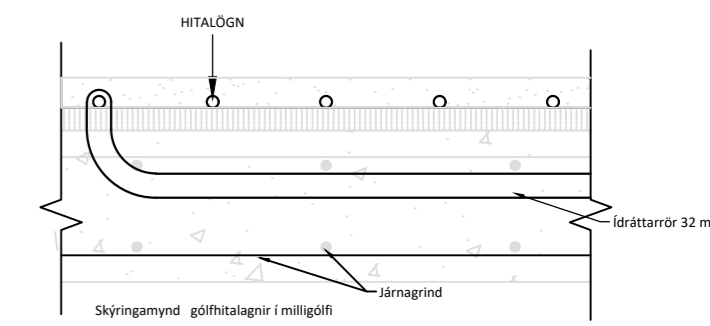 HITALÖGN
Ídráttarrör 32 m
Járnagrind
Skýringamynd gólfhitalagnir í milligólfi